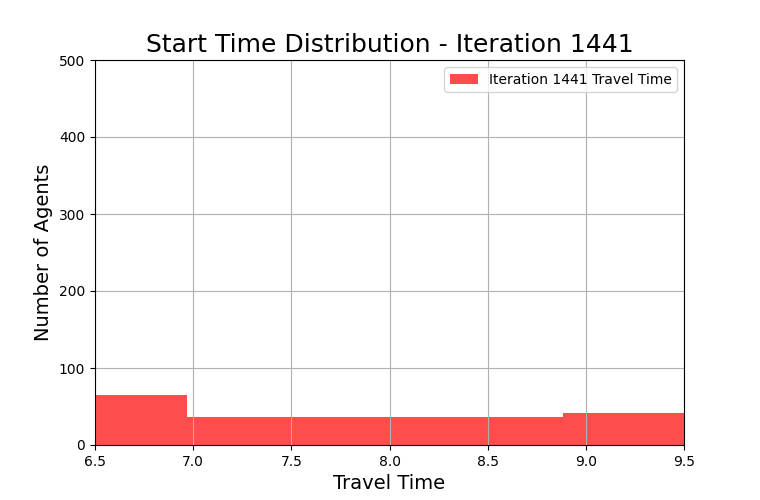 Start Time Distribution - Iteration 1441
Iteration 1441 Travel Time
Number of Agents
500
400
300
200
100
0
6.5 7.0 7.5 8.0 8.5 9.0 9.5
Travel Time